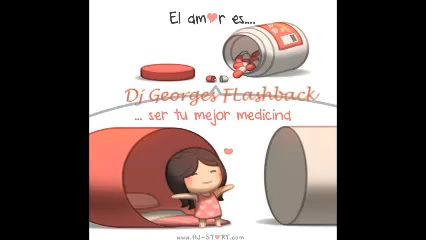 El amor es....
Dj Georges FLashback
... ser tu mejor medicina
www.HJ-STORY.com